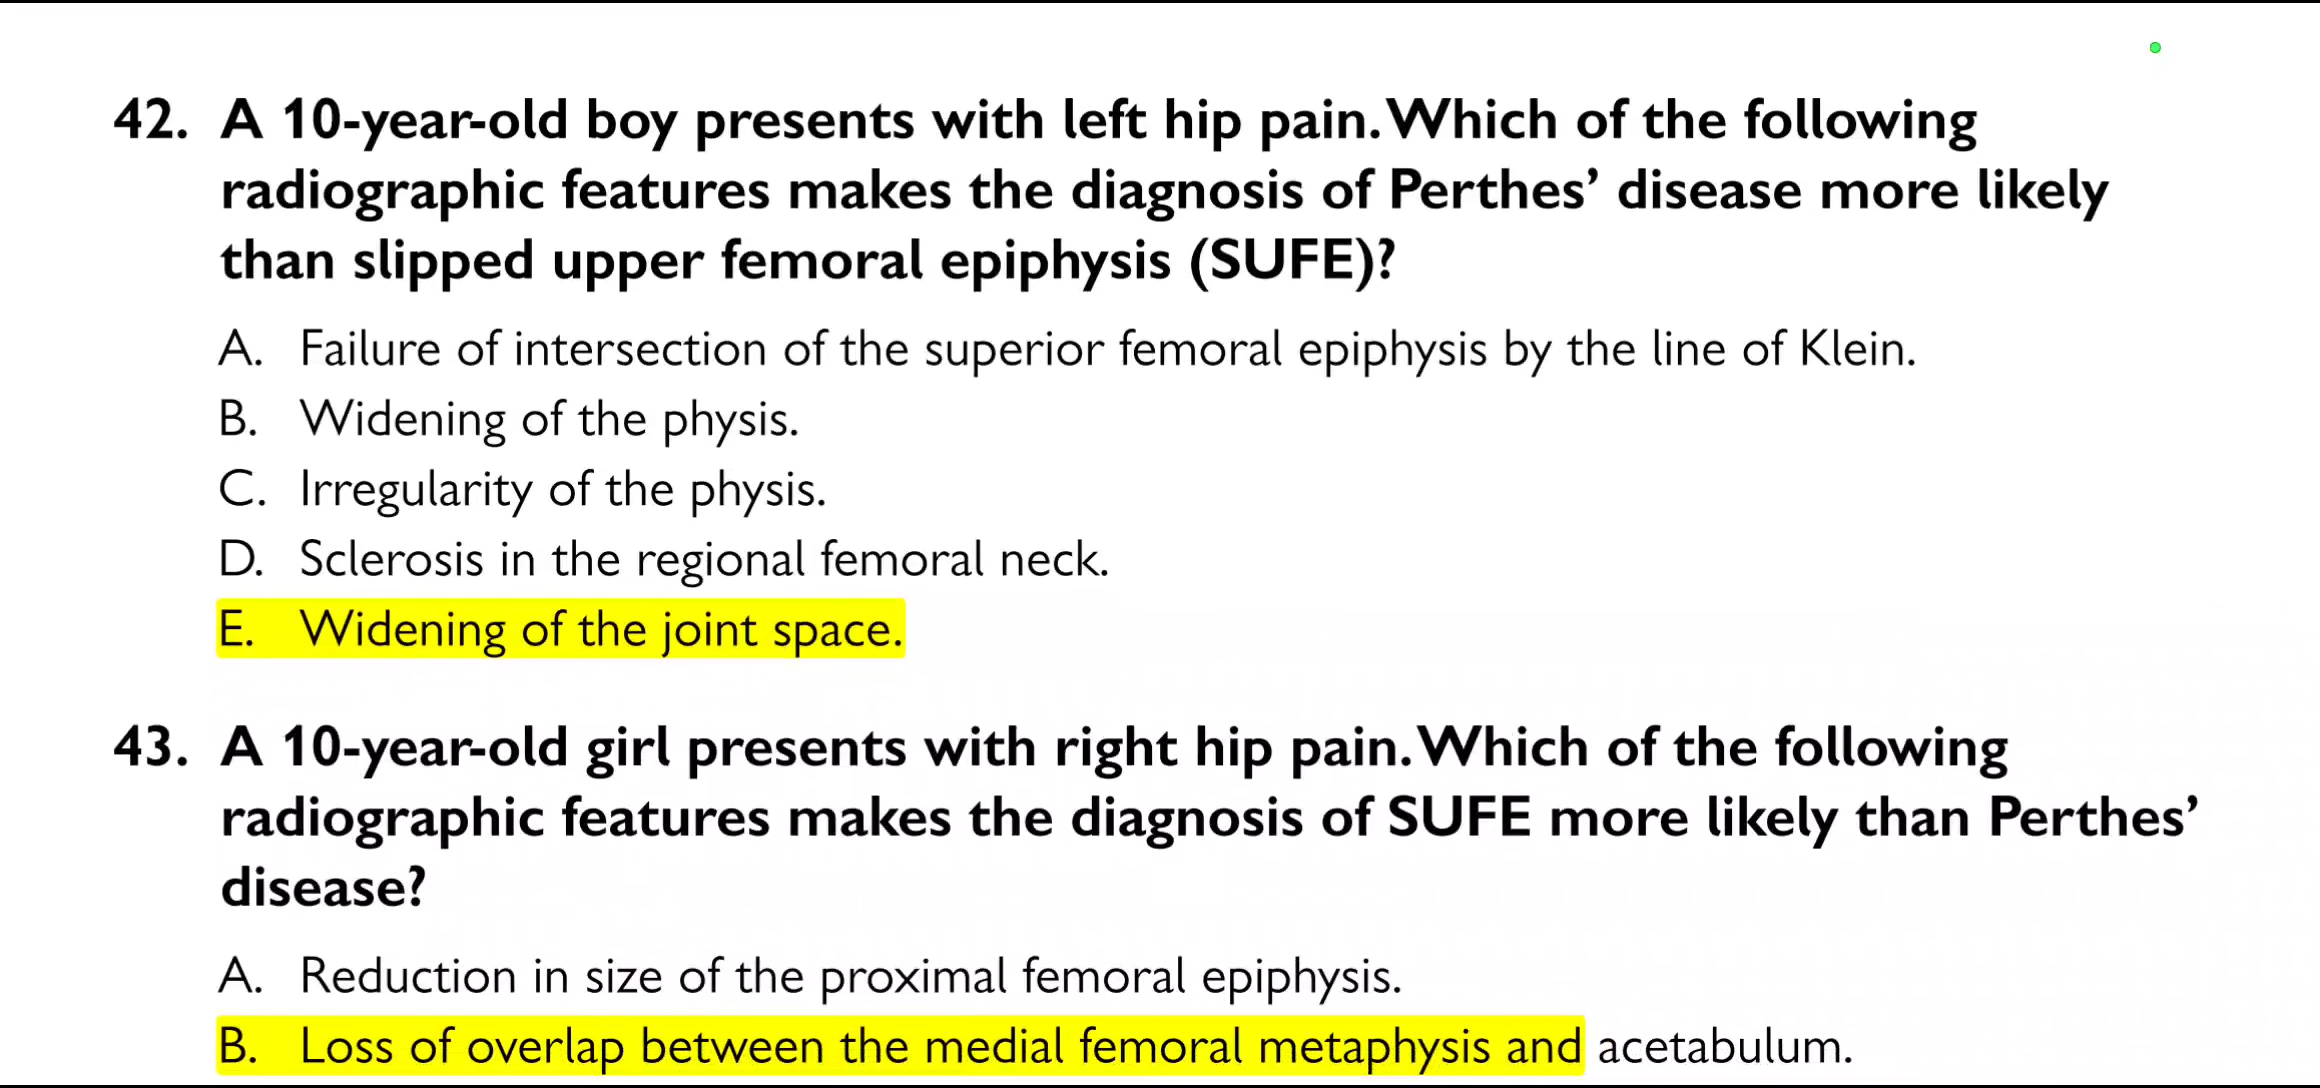 42. A 10-year-old boy presents with left hip pain. Which of the following
radiographic features makes the diagnosis of Perthes’ disease more likely
than slipped upper femoral epiphysis (SUFE)?
A. Failure of intersection of the superior femoral epiphysis by the line of Klein.
B. Widening of the physis.
C. Irregularity of the physis.
D. Sclerosis in the regional femoral neck.
E. Widening of the joint space.
43. A 10-year-old girl presents with right hip pain. Which of the following
radiographic features makes the diagnosis of SUFE more likely than Perthes’
disease?
A. Reduction in size of the proximal femoral epiphysis.
B. Loss of overlap between the medial femoral metaphysis and acetabulum.